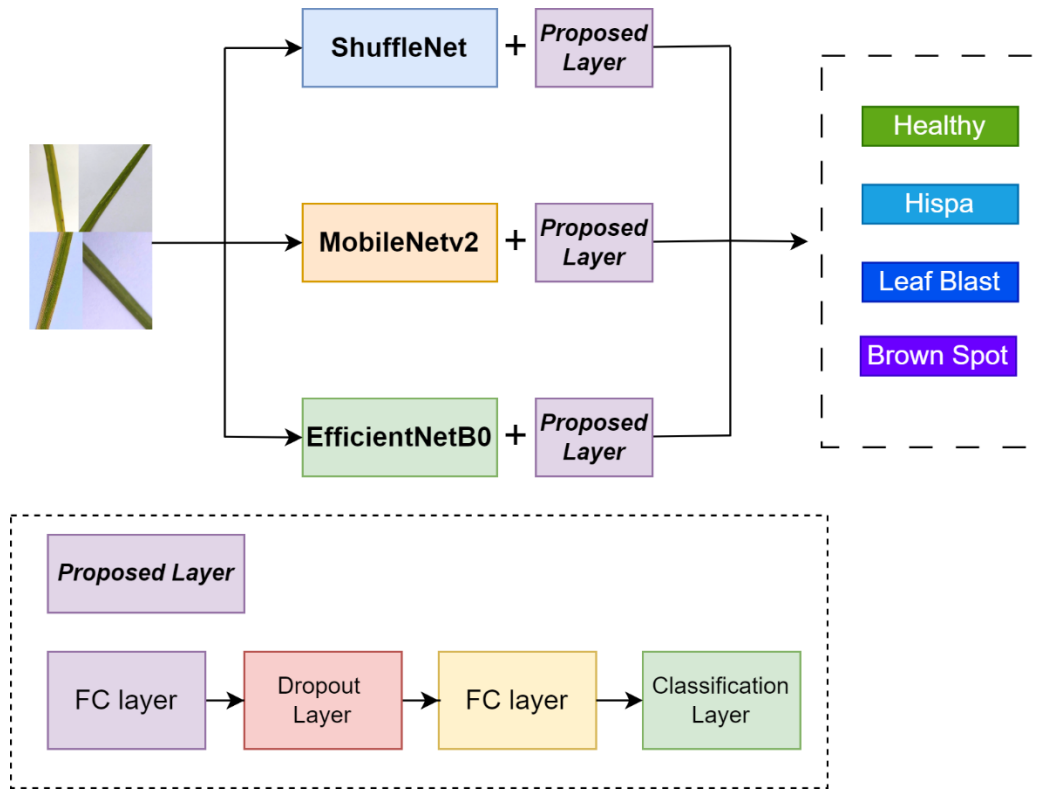 ShuffleNet + Proposed
Layer
MobileNetv2 + Proposed
Layer
EfficientNetB0 + Proposed
Layer
Healthy
Hispa
Leaf Blast
Brown Spot
Proposed Layer
FC layer
Dropout
Layer
FC layer
Classification
Layer